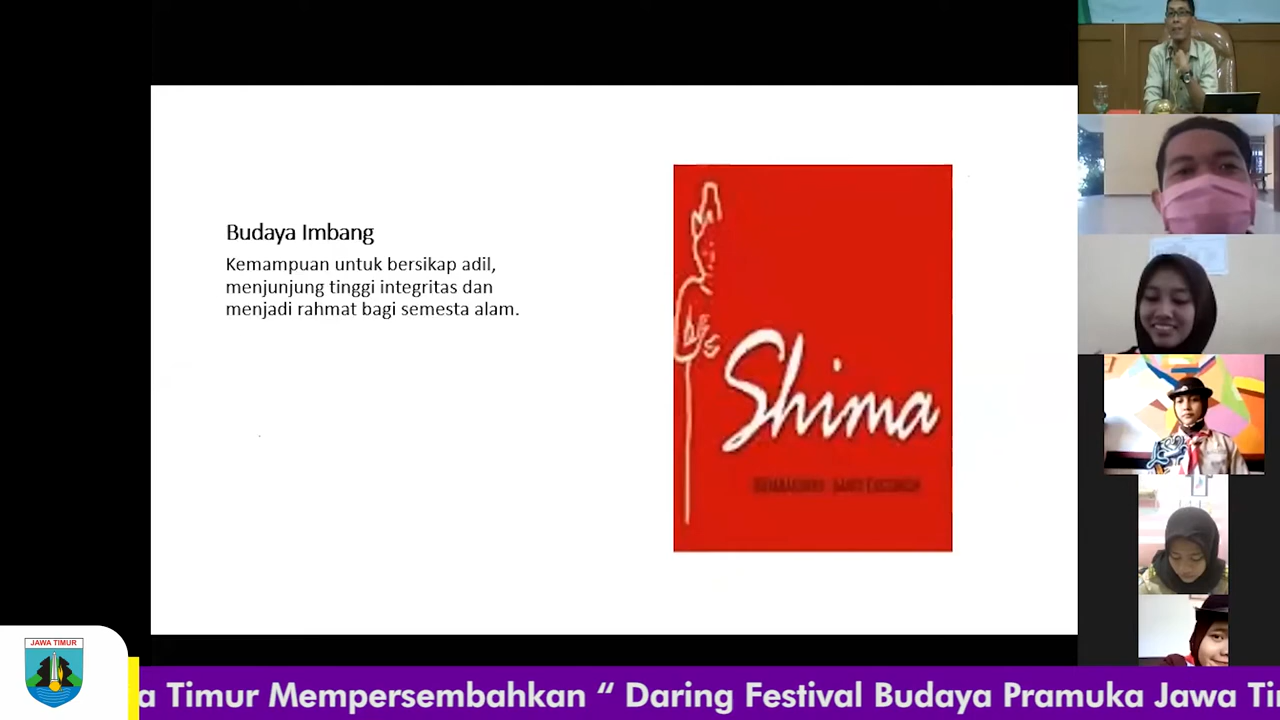 Budaya Imbang
Kemampuan untuk bersikap adil,
menjunjung tinggi integritas dan
menjadi rahmat bagi semesta alam.
Shima
JAWA TIMUR
a Timur Mempersembahkan “ Daring Festival Budaya Pramuka Jawa Ti